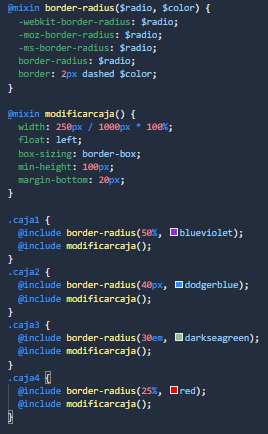 @mixin border-radius($radio, $color) {
-webkit-border-radius: $radio;
-moz-border-radius: $radio;
-ms-border-radius: $radio;
border-radius: $radio;
border: 2px dashed $color;
}
@mixin modificarcaja() {
width: 250px / 1000px * 100%;
float: left;
box-sizing: border-box;
min-height: 100px;
margin-bottom: 20px;
}
.caja1 {
@include border-radius(50%, blueviolet);
@include modificarcaja();
}
.caja2 {
@include border-radius(40px, dodgerblue);
@include modificarcaja();
}
.caja3 {
@include border-radius(30em, darkseagreen);
@include modificarcaja();
}
.caja4 {
@include border-radius(25%, red);
@include modificarcaja();
}